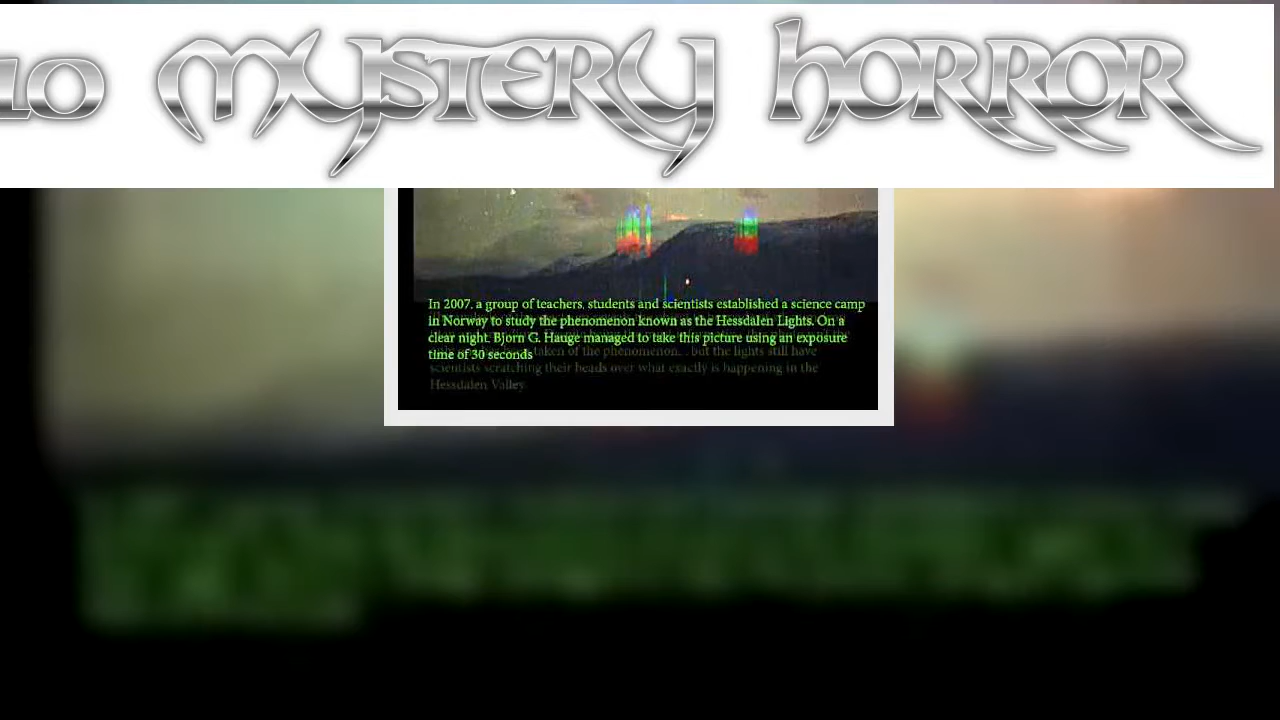 10 MYSTERY HORROR
In 2007, a group of teachers, students and scientists established a science camp
in Norway to study the phenomenon known as the Hessdalen Lights. On a
clear night, Bjorn G. Hauge managed to take this picture using an exposure
time of 30 seconds
taken of the phenomenon... but the lights still have
scientists scratching their heads over what exactly is happening in the
Hessdalen Valley